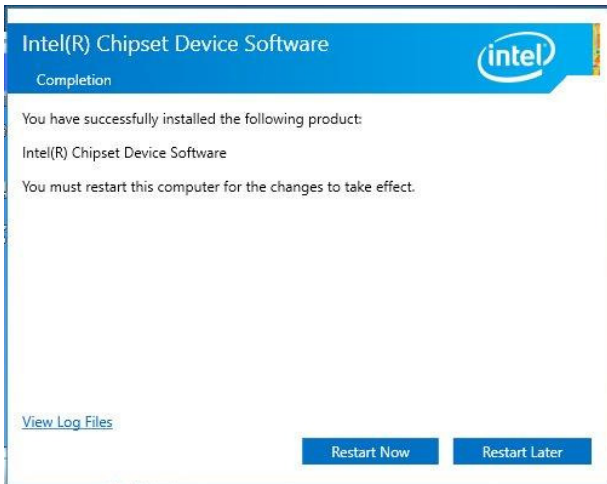 Intel(R) Chipset Device Software
intel
Completion
You have successfully installed the following product:
Intel(R) Chipset Device Software
You must restart this computer for the changes to take effect.
View Log Files
Restart Now
Restart Later